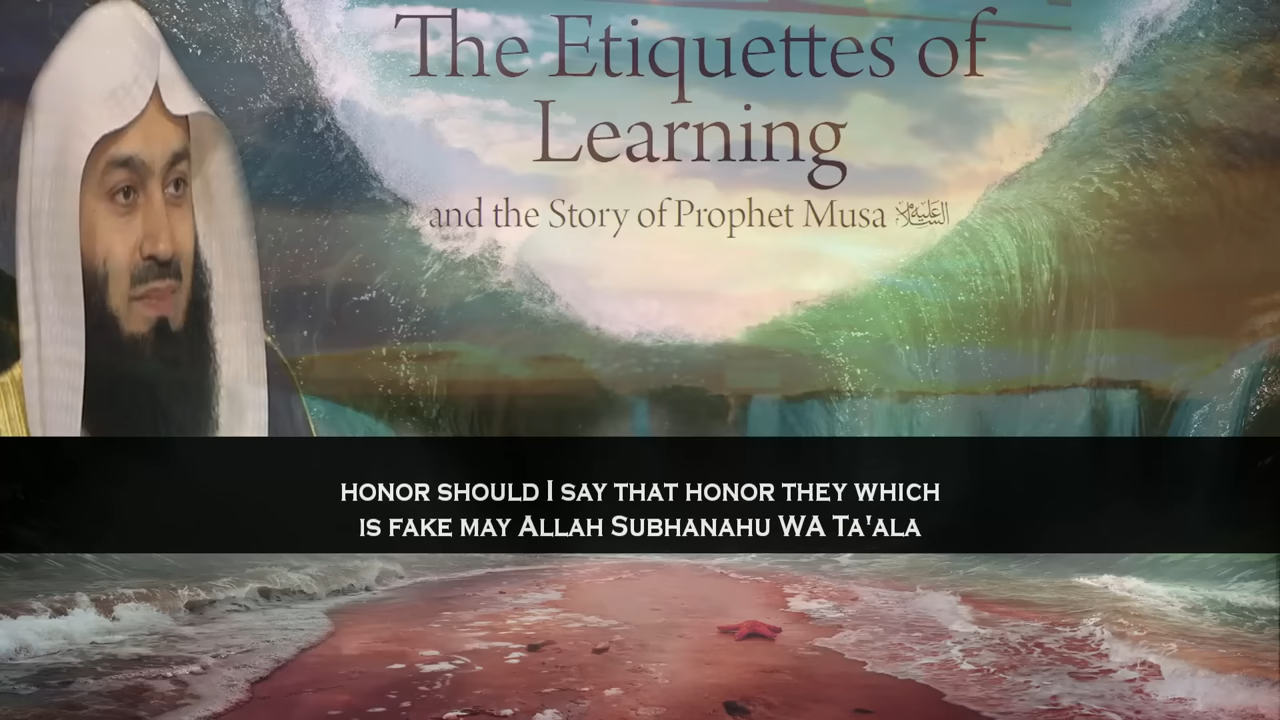 The Etiquettes of
Learning
and the Story of Prophet Musa عليه السلام
HONOR SHOULD I SAY THAT HONOR THEY WHICH
IS FAKE MAY ALLAH SUBHANAHU WA TA'ALA